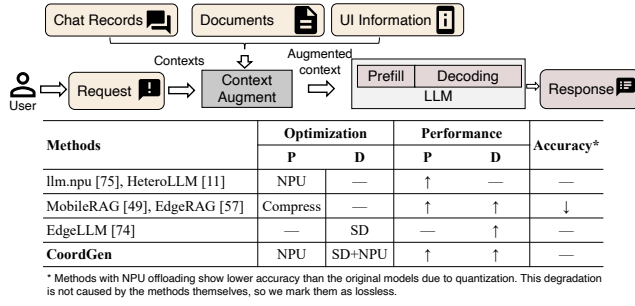 Chat Records
Documents
UI Information
Contexts
Augmented context
User
Request
Context Augment
Prefill
Decoding
LLM
Response
Methods Optimization Performance Accuracy*
P D P D
llm.npu [75], HeteroLLM [11] NPU — ↑ — —
MobileRAG [49], EdgeRAG [57] Compress ↑ ↑ ↓
EdgeLLM [74] — SD — ↑ —
CoordGen NPU SD+NPU ↑ ↑ —
* Methods with NPU offloading show lower accuracy than the original models due to quantization. This degradation
is not caused by the methods themselves, so we mark them as lossless.